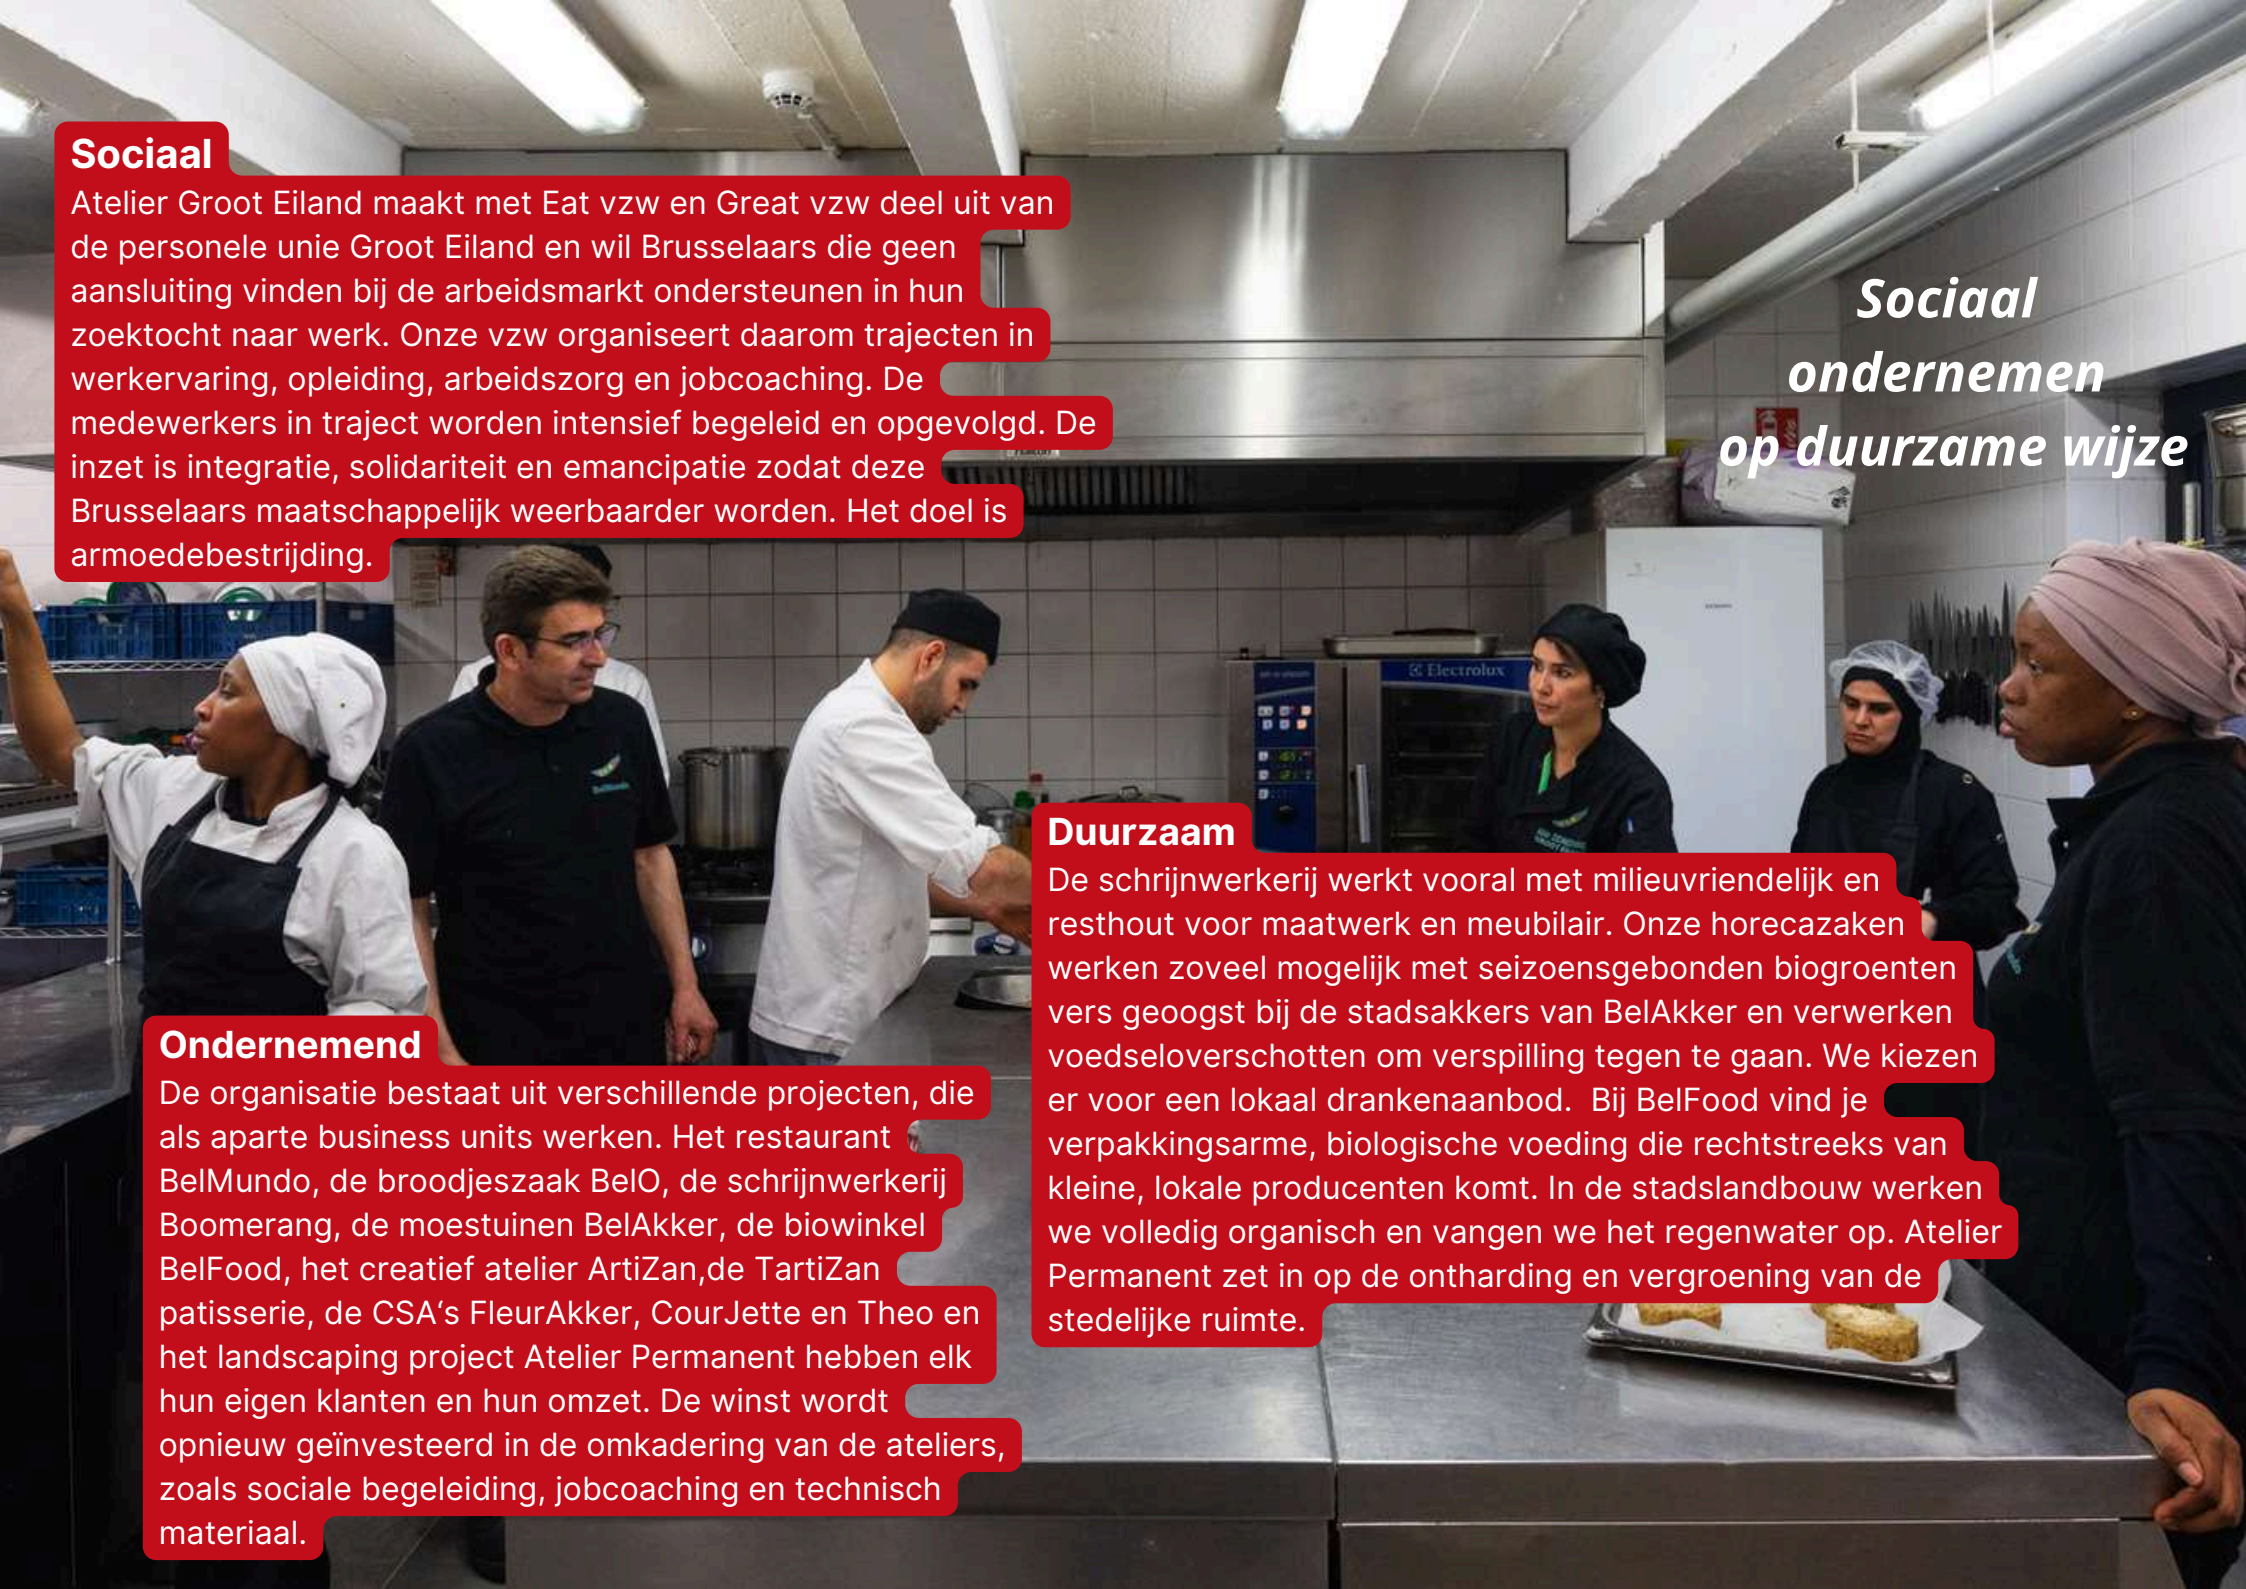 Sociaal
Atelier Groot Eiland maakt met Eat vzw en Great vzw deel uit van
de personele unie Groot Eiland en wil Brusselaars die geen
aansluiting vinden bij de arbeidsmarkt ondersteunen in hun
zoektocht naar werk. Onze vzw organiseert daarom trajecten in
werkervaring, opleiding, arbeidszorg en jobcoaching. De
medewerkers in traject worden intensief begeleid en opgevolgd. De
inzet is integratie, solidariteit en emancipatie zodat deze
Brusselaars maatschappelijk weerbaarder worden. Het doel is
armoedebestrijding.
Sociaal
ondernemen
op duurzame wijze
Electrolux
BelMundo
Duurzaam
De schrijnwerkerij werkt vooral met milieuvriendelijk en
resthout voor maatwerk en meubilair. Onze horecazaken
werken zoveel mogelijk met seizoensgebonden biogroenten
vers geoogst bij de stadsakkers van BelAkker en verwerken
voedseloverschotten om verspilling tegen te gaan. We kiezen
er voor een lokaal drankenaanbod.  Bij BelFood vind je
verpakkingsarme, biologische voeding die rechtstreeks van
kleine, lokale producenten komt. In de stadslandbouw werken
we volledig organisch en vangen we het regenwater op. Atelier
Permanent zet in op de ontharding en vergroening van de
stedelijke ruimte.
Ondernemend
De organisatie bestaat uit verschillende projecten, die
als aparte business units werken. Het restaurant
BelMundo, de broodjeszaak BelO, de schrijnwerkerij
Boomerang, de moestuinen BelAkker, de biowinkel
BelFood, het creatief atelier ArtiZan,de TartiZan
patisserie, de CSA‘s FleurAkker, CourJette en Theo en
het landscaping project Atelier Permanent hebben elk
hun eigen klanten en hun omzet. De winst wordt
opnieuw geïnvesteerd in de omkadering van de ateliers,
zoals sociale begeleiding, jobcoaching en technisch
materiaal.